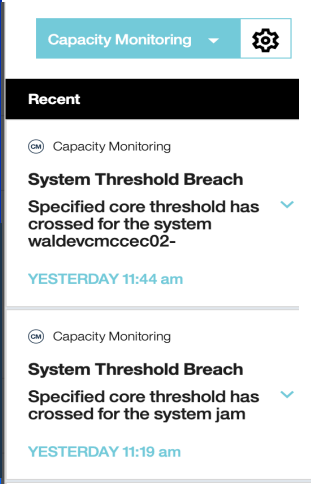 Capacity Monitoring
Recent
CM Capacity Monitoring
System Threshold Breach
Specified core threshold has
crossed for the system
waldevcmccec02-
YESTERDAY 11:44 am
CM Capacity Monitoring
System Threshold Breach
Specified core threshold has
crossed for the system jam
YESTERDAY 11:19 am